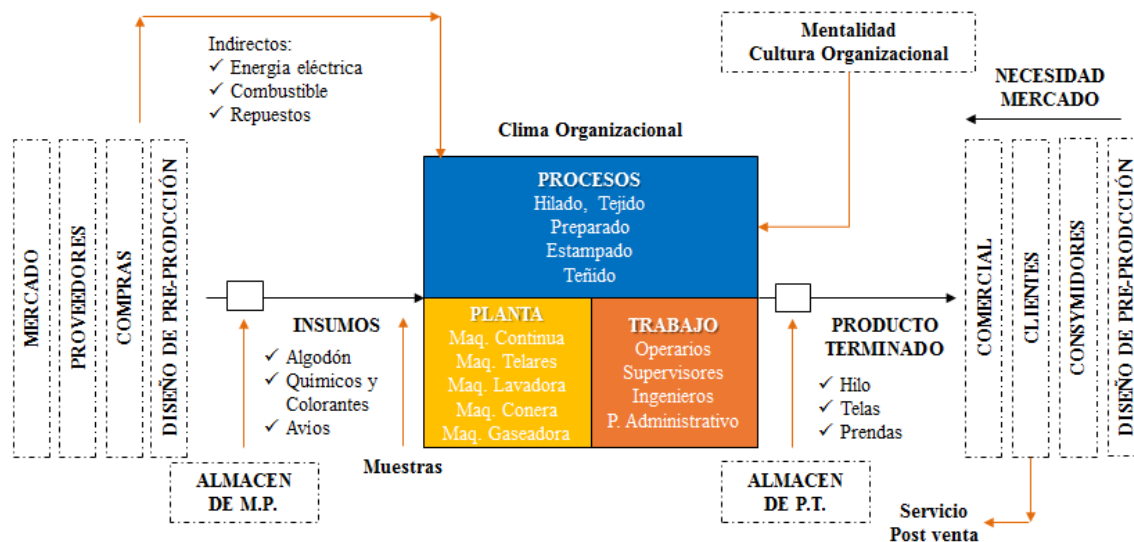 Indirectos:
✓ Energia eléctrica
✓ Combustible
✓ Repuestos
Mentalidad
Cultura Organizacional
NECESIDAD
MERCADO
Clima Organizacional
MERCADO
PROVEEDORES
COMPRAS
DISEÑO DE PRE-PRODCCIÓN
PROCESOS
Hilado, Tejido
Preparado
Estampado
Teñido
PLANTA
Maq. Continua
Maq. Telares
Maq. Lavadora
Maq. Conera
Maq. Gaseadora
TRABAJO
Operarios
Supervisores
Ingenieros
P. Administrativo
INSUMOS
✓ Algodón
✓ Químicos y
Colorantes
✓ Avios
Muestras
ALMACEN
DE M.P.
PRODUCTO
TERMINADO
✓ Hilo
✓ Telas
✓ Prendas
ALMACEN
DE P.T.
COMERCIAL
CLIENTES
CONSYMIDORES
DISEÑO DE PRE-PRODCCIÓN
Servicio
Post venta